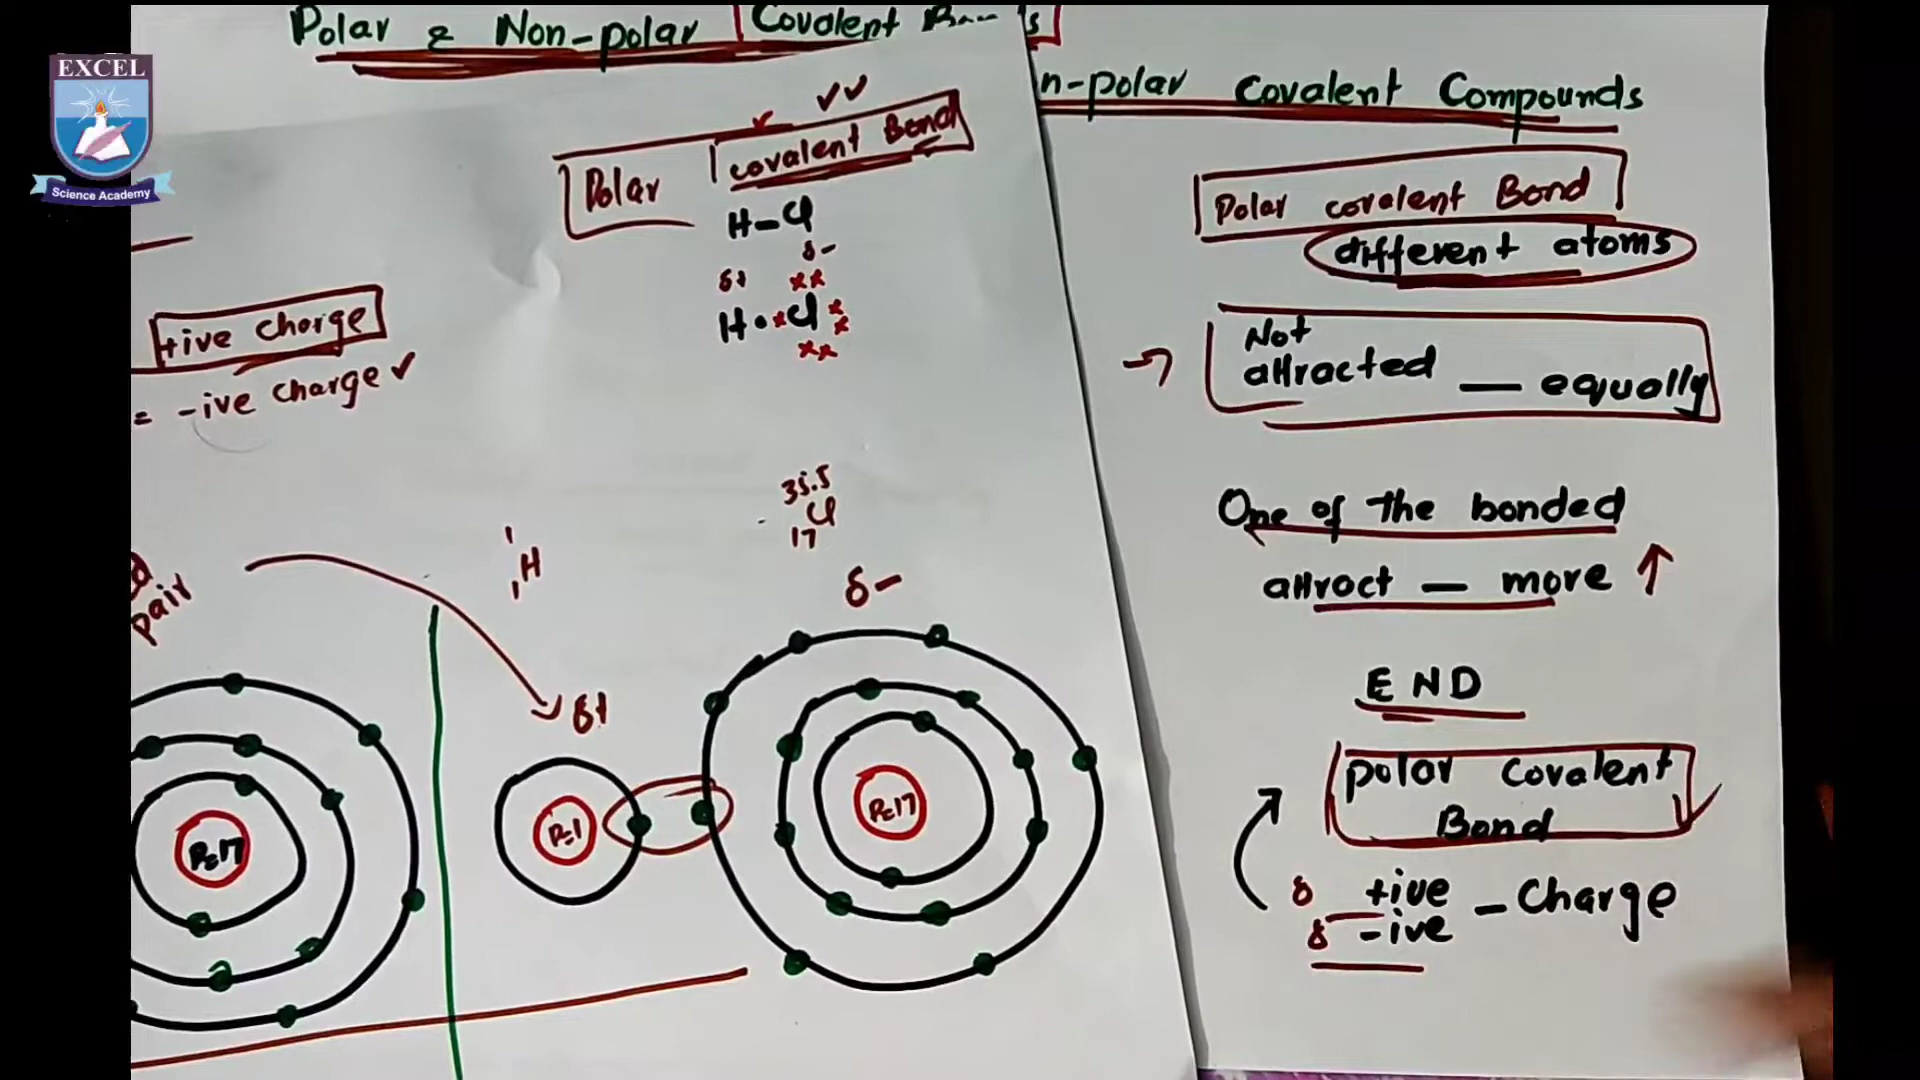 EXCEL
Science Academy
Polar & Non-polar Covalent
Polar covalent Bond
H-Cl
δ-
δ+ xx
H • x Cl x
x
xx
+ive charge
= -ive charge ✓
pair
35.5
Cl
17
1
H
1
δ-
δ+
P=17
P=1
P=17
n-polar Covalent Compounds
Polar covalent Bond
different atoms
Not
attracted — equally
One of the bonded
attract — more ↑
END
polar Covalent
Bond
δ +ive
δ -ive - Charge